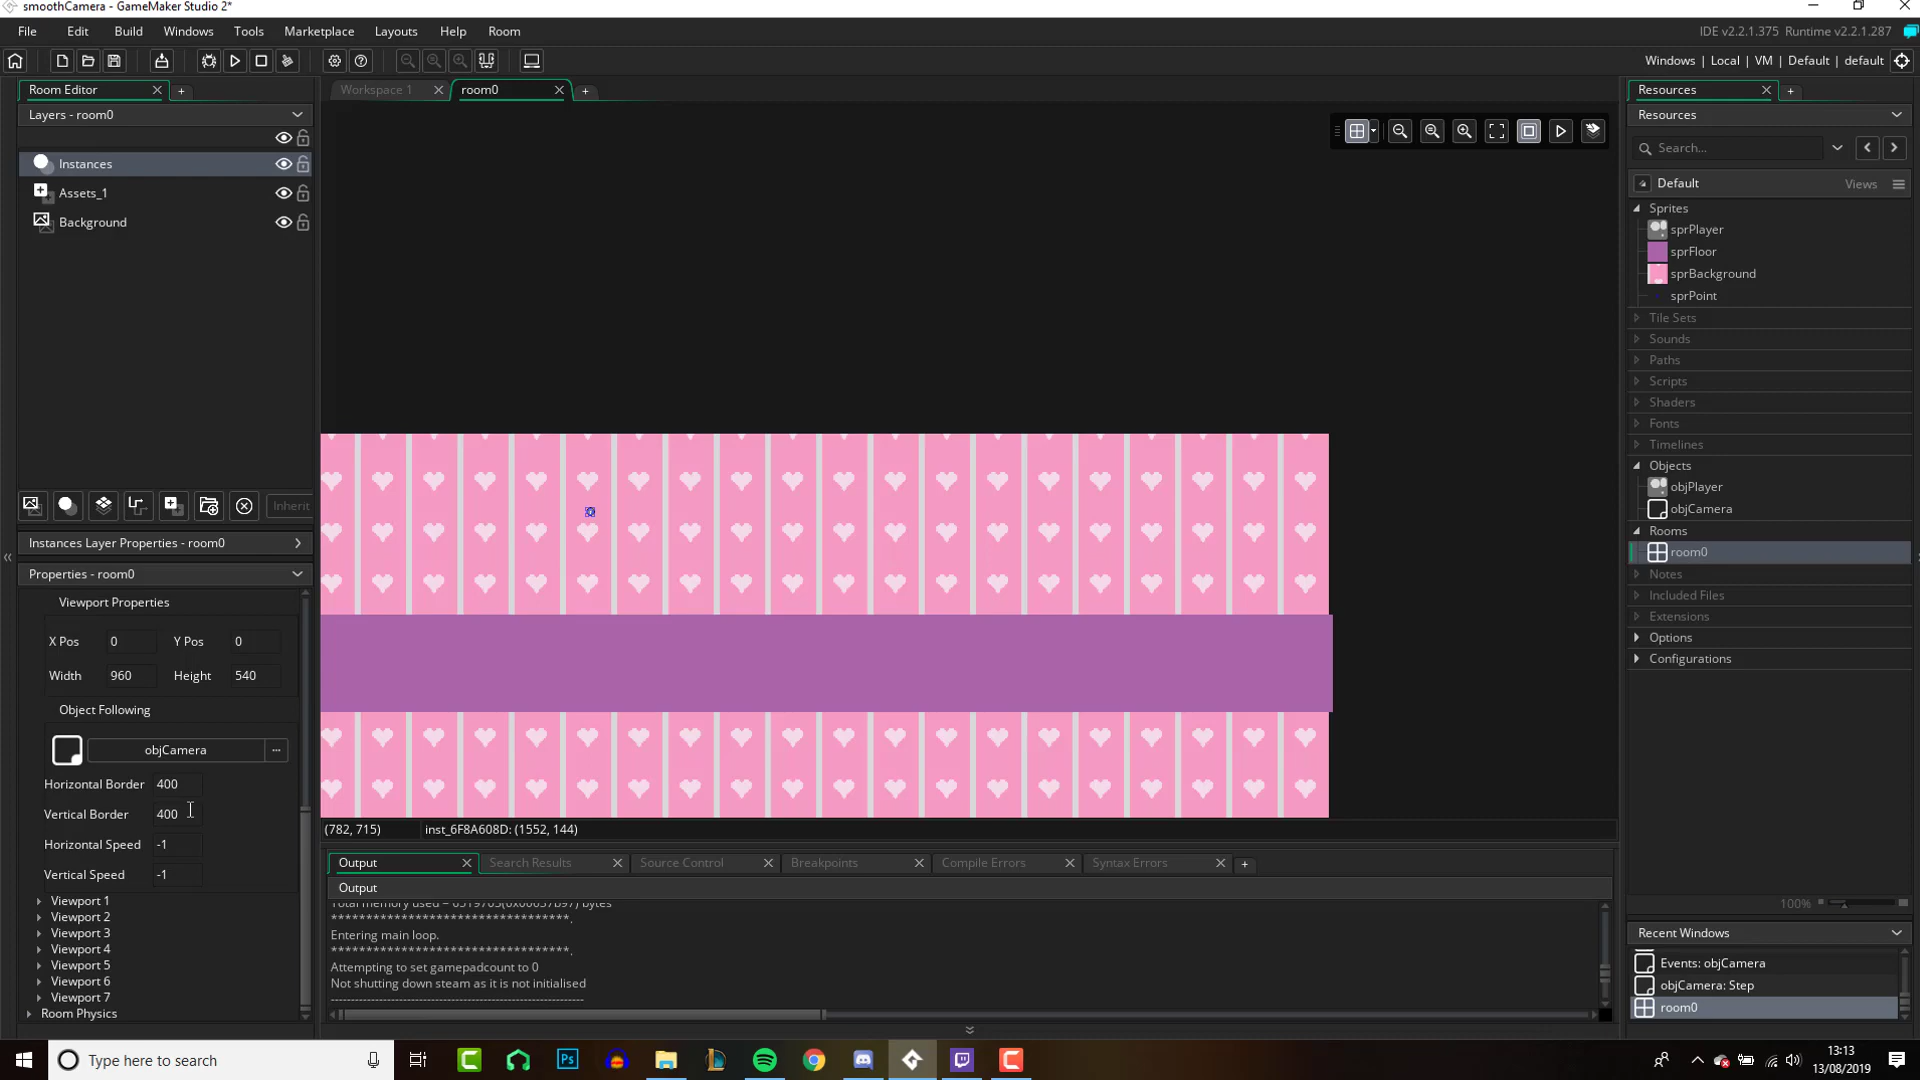 smoothCamera - GameMaker Studio 2*
File Edit Build Windows Tools Marketplace Layouts Help Room
IDE v2.2.1.375 Runtime v2.2.1.287
Windows | Local | VM | Default | default
Room Editor
Workspace 1
room0
Resources
Layers - room0
Resources
Search...
Instances
Assets_1
Background
Default
Views
Sprites
sprPlayer
sprFloor
sprBackground
sprPoint
Tile Sets
Sounds
Paths
Scripts
Shaders
Fonts
Timelines
Objects
objPlayer
objCamera
Rooms
room0
Notes
Included Files
Extensions
Options
Configurations
Inherit
Instances Layer Properties - room0
Properties - room0
Viewport Properties
X Pos 0 Y Pos 0
Width 960 Height 540
Object Following
objCamera
...
Horizontal Border 400
Vertical Border 400
Horizontal Speed -1
Vertical Speed -1
Viewport 1
Viewport 2
Viewport 3
Viewport 4
Viewport 5
Viewport 6
Viewport 7
Room Physics
(782, 715) inst_6F8A608D: (1552, 144)
Output Search Results Source Control Breakpoints Compile Errors Syntax Errors
Output
**********************************.
Entering main loop.
**********************************.
Attempting to set gamepadcount to 0
Not shutting down steam as it is not initialised
100%
Recent Windows
Events: objCamera
objCamera: Step
room0
Type here to search
Ps
13:13
13/08/2019